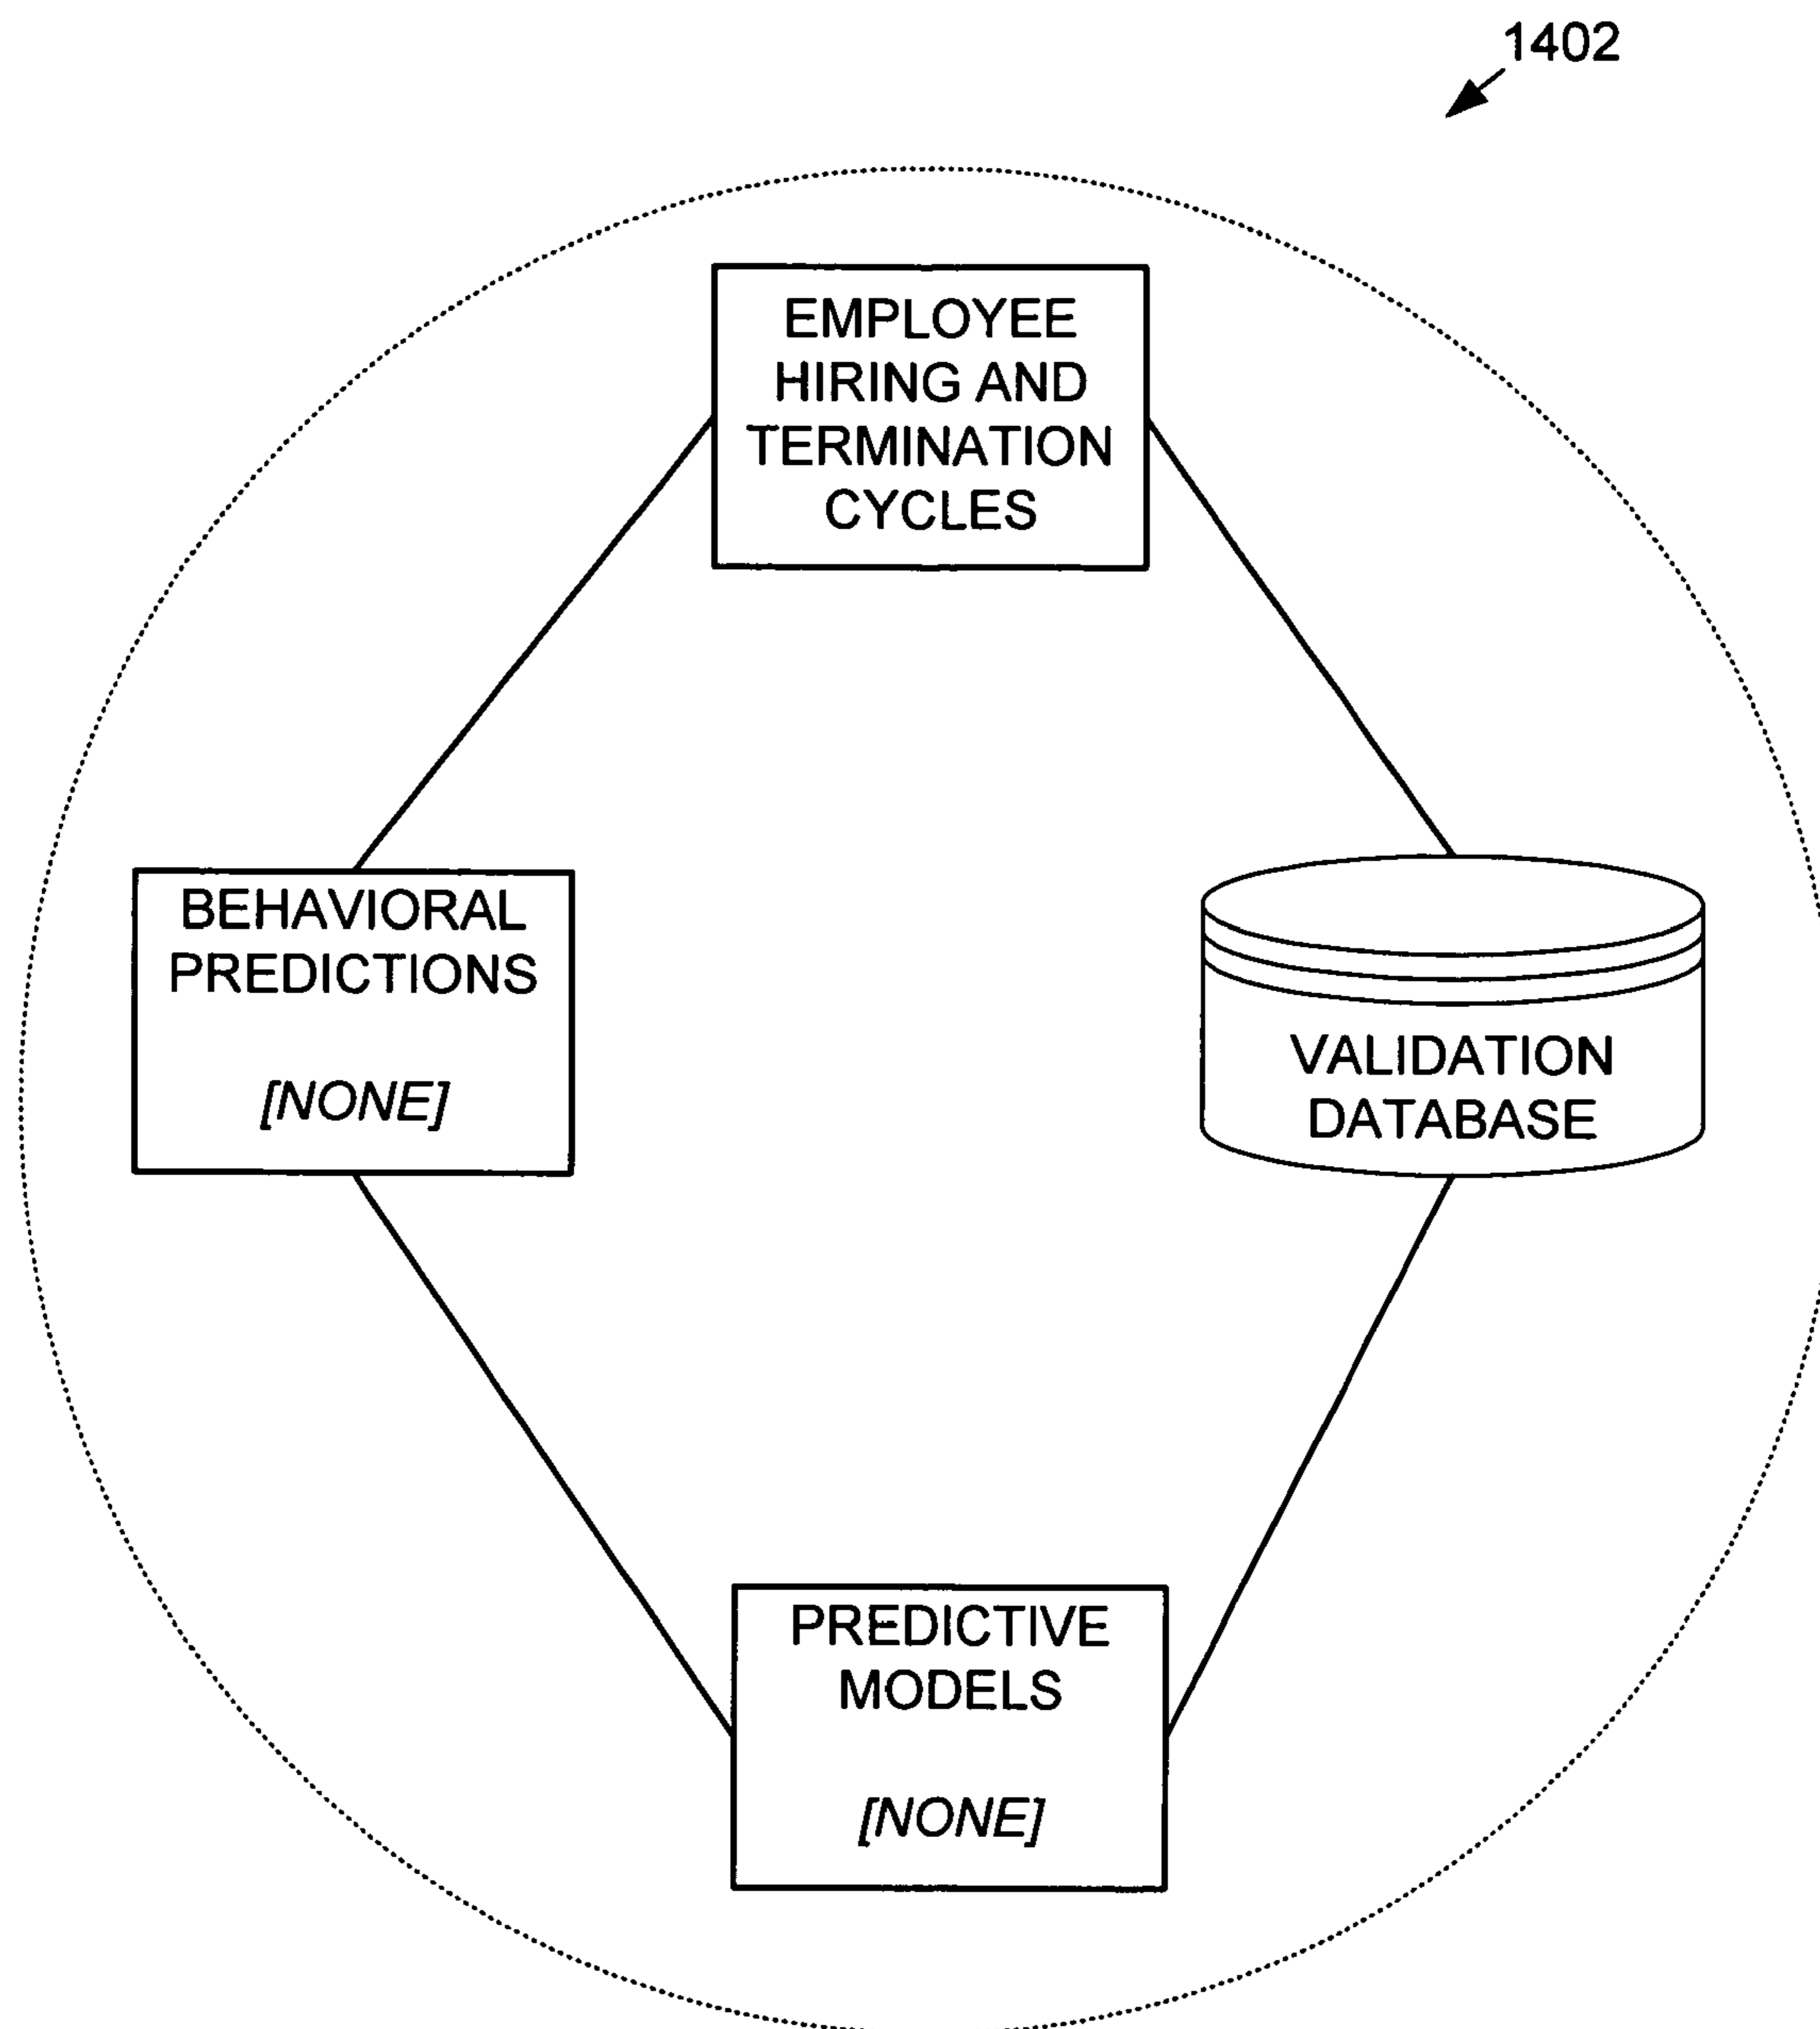 1402
EMPLOYEE
HIRING AND
TERMINATION
CYCLES
BEHAVIORAL
PREDICTIONS
[NONE]
VALIDATION
DATABASE
PREDICTIVE
MODELS
[NONE]